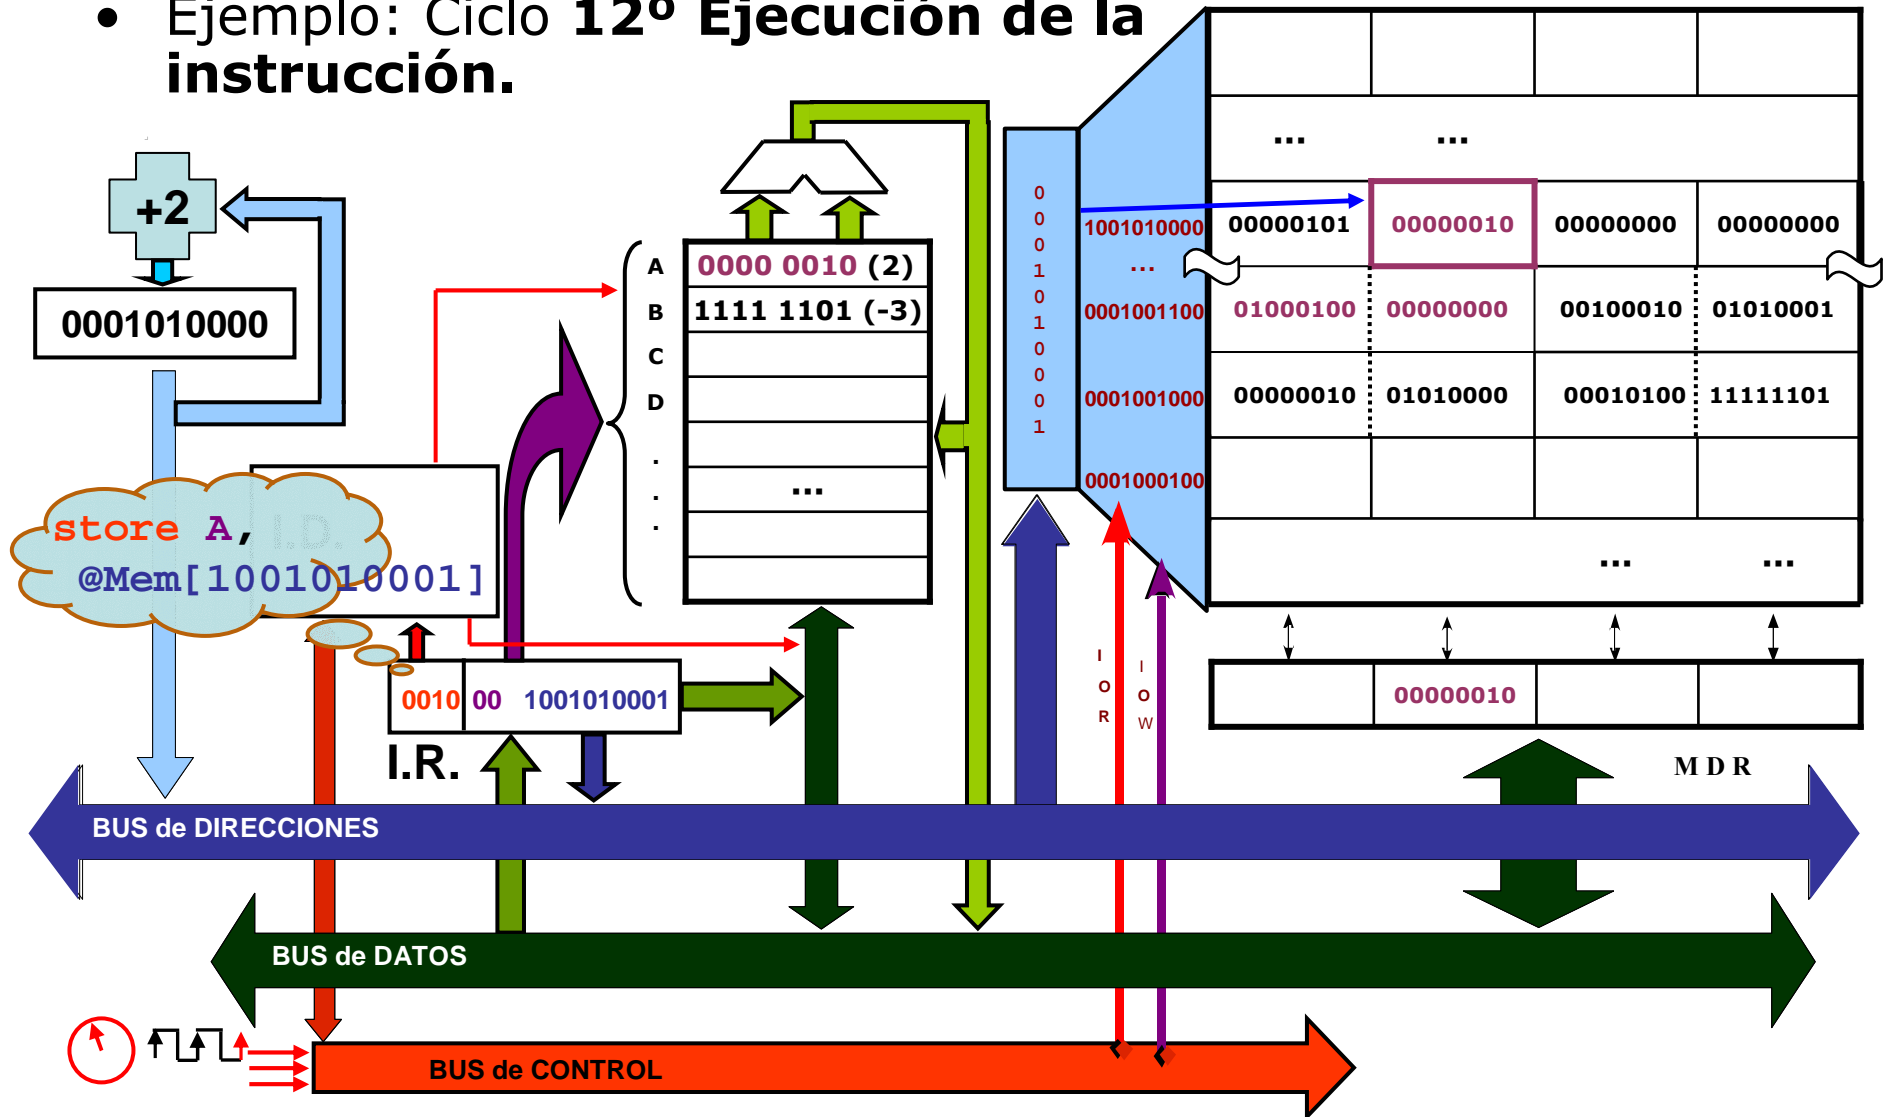 • Ejemplo: Ciclo 12º Ejecución de la
instrucción.
+2
0001010000
A 0000 0010 (2)
B 1111 1101 (-3)
C
D
.
. ...
.
0
0
0
1
0
1
0
0
0
1
1001010000
...
0001001100
0001001000
0001000100
... ...
00000101 00000010 00000000 00000000
01000100 00000000 00100010 01010001
00000010 01010000 00010100 11111101
... ...
store A, I.D.
@Mem[1001010001]
0010 00 1001010001
I.R.
I
O
R
I
O
W
00000010
M D R
BUS de DIRECCIONES
BUS de DATOS
BUS de CONTROL